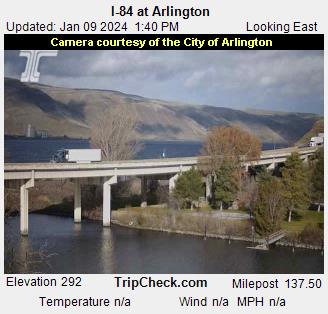 I-84 at Arlington
Updated: Jan 09 2024 1:40 PM Looking East
Camera courtesy of the City of Arlington
Elevation 292 TripCheck.com Milepost 137.50
Temperature n/a Wind n/a MPH n/a